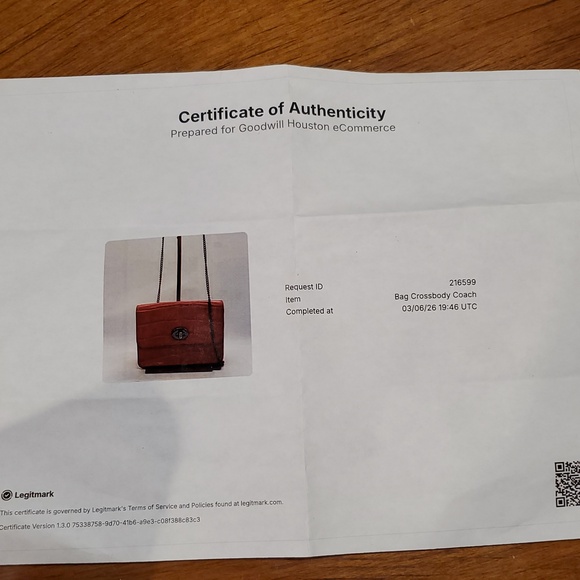 Certificate of Authenticity
Prepared for Goodwill Houston eCommerce
Request ID 216599
Item Bag Crossbody Coach
Completed at 03/06/26 19:46 UTC
Legitmark
This certificate is governed by Legitmark's Terms of Service and Policies found at legitmark.com.
Certificate Version 1.3.0 75338758-9d70-41b6-a9e3-c08f388c83c3